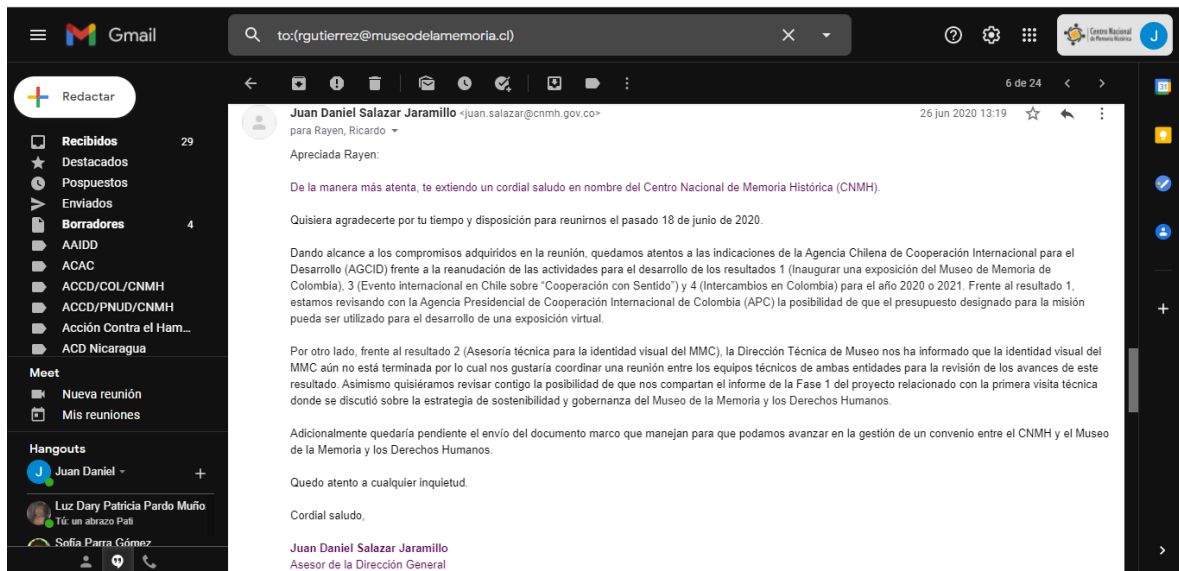 Gmail
to:(rgutierrez@museodelamemoria.cl)
Centro Nacional
de Memoria Histórica
J
Redactar
6 de 24
31
Recibidos 29
Destacados
Pospuestos
Enviados
Borradores 4
AAIDD
ACAC
ACCD/COL/CNMH
ACCD/PNUD/CNMH
Acción Contra el Ham...
ACD Nicaragua
Meet
Nueva reunión
Mis reuniones
Hangouts
J Juan Daniel
Luz Dary Patricia Pardo Muño
Tú: un abrazo Pati
Sofía Parra Gómez
Juan Daniel Salazar Jaramillo <juan.salazar@cnmh.gov.co> 26 jun 2020 13:19
para Rayen, Ricardo
Apreciada Rayen:
De la manera más atenta, te extiendo un cordial saludo en nombre del Centro Nacional de Memoria Histórica (CNMH).
Quisiera agradecerte por tu tiempo y disposición para reunirnos el pasado 18 de junio de 2020.
Dando alcance a los compromisos adquiridos en la reunión, quedamos atentos a las indicaciones de la Agencia Chilena de Cooperación Internacional para el
Desarrollo (AGCID) frente a la reanudación de las actividades para el desarrollo de los resultados 1 (Inaugurar una exposición del Museo de Memoria de
Colombia), 3 (Evento internacional en Chile sobre “Cooperación con Sentido”) y 4 (Intercambios en Colombia) para el año 2020 o 2021. Frente al resultado 1,
estamos revisando con la Agencia Presidencial de Cooperación Internacional de Colombia (APC) la posibilidad de que el presupuesto designado para la misión
pueda ser utilizado para el desarrollo de una exposición virtual.
Por otro lado, frente al resultado 2 (Asesoría técnica para la identidad visual del MMC), la Dirección Técnica de Museo nos ha informado que la identidad visual del
MMC aún no está terminada por lo cual nos gustaría coordinar una reunión entre los equipos técnicos de ambas entidades para la revisión de los avances de este
resultado. Asimismo quisiéramos revisar contigo la posibilidad de que nos compartan el informe de la Fase 1 del proyecto relacionado con la primera visita técnica
donde se discutió sobre la estrategia de sostenibilidad y gobernanza del Museo de la Memoria y los Derechos Humanos.
Adicionalmente quedaría pendiente el envío del documento marco que manejan para que podamos avanzar en la gestión de un convenio entre el CNMH y el Museo
de la Memoria y los Derechos Humanos.
Quedo atento a cualquier inquietud.
Cordial saludo,
Juan Daniel Salazar Jaramillo
Asesor de la Dirección General